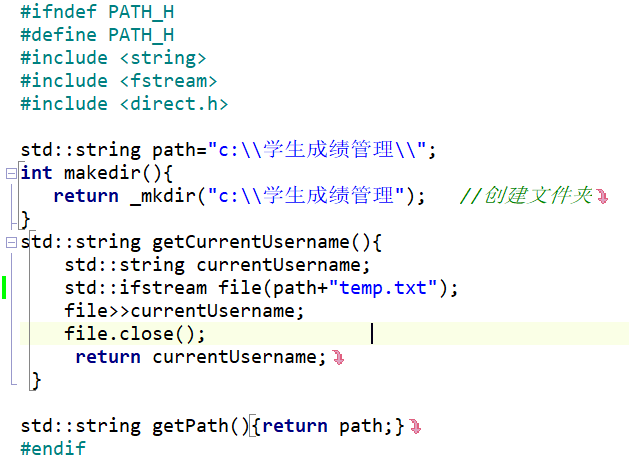 #ifndef PATH_H
#define PATH_H
#include <string>
#include <fstream>
#include <direct.h>
std::string path="c:\\学生成绩管理\\";
int makedir(){
return _mkdir("c:\\学生成绩管理"); //创建文件夹
}
std::string getCurrentUsername(){
std::string currentUsername;
std::ifstream file(path+"temp.txt");
file>>currentUsername;
file.close();
return currentUsername;
}
std::string getPath(){return path;}
#endif